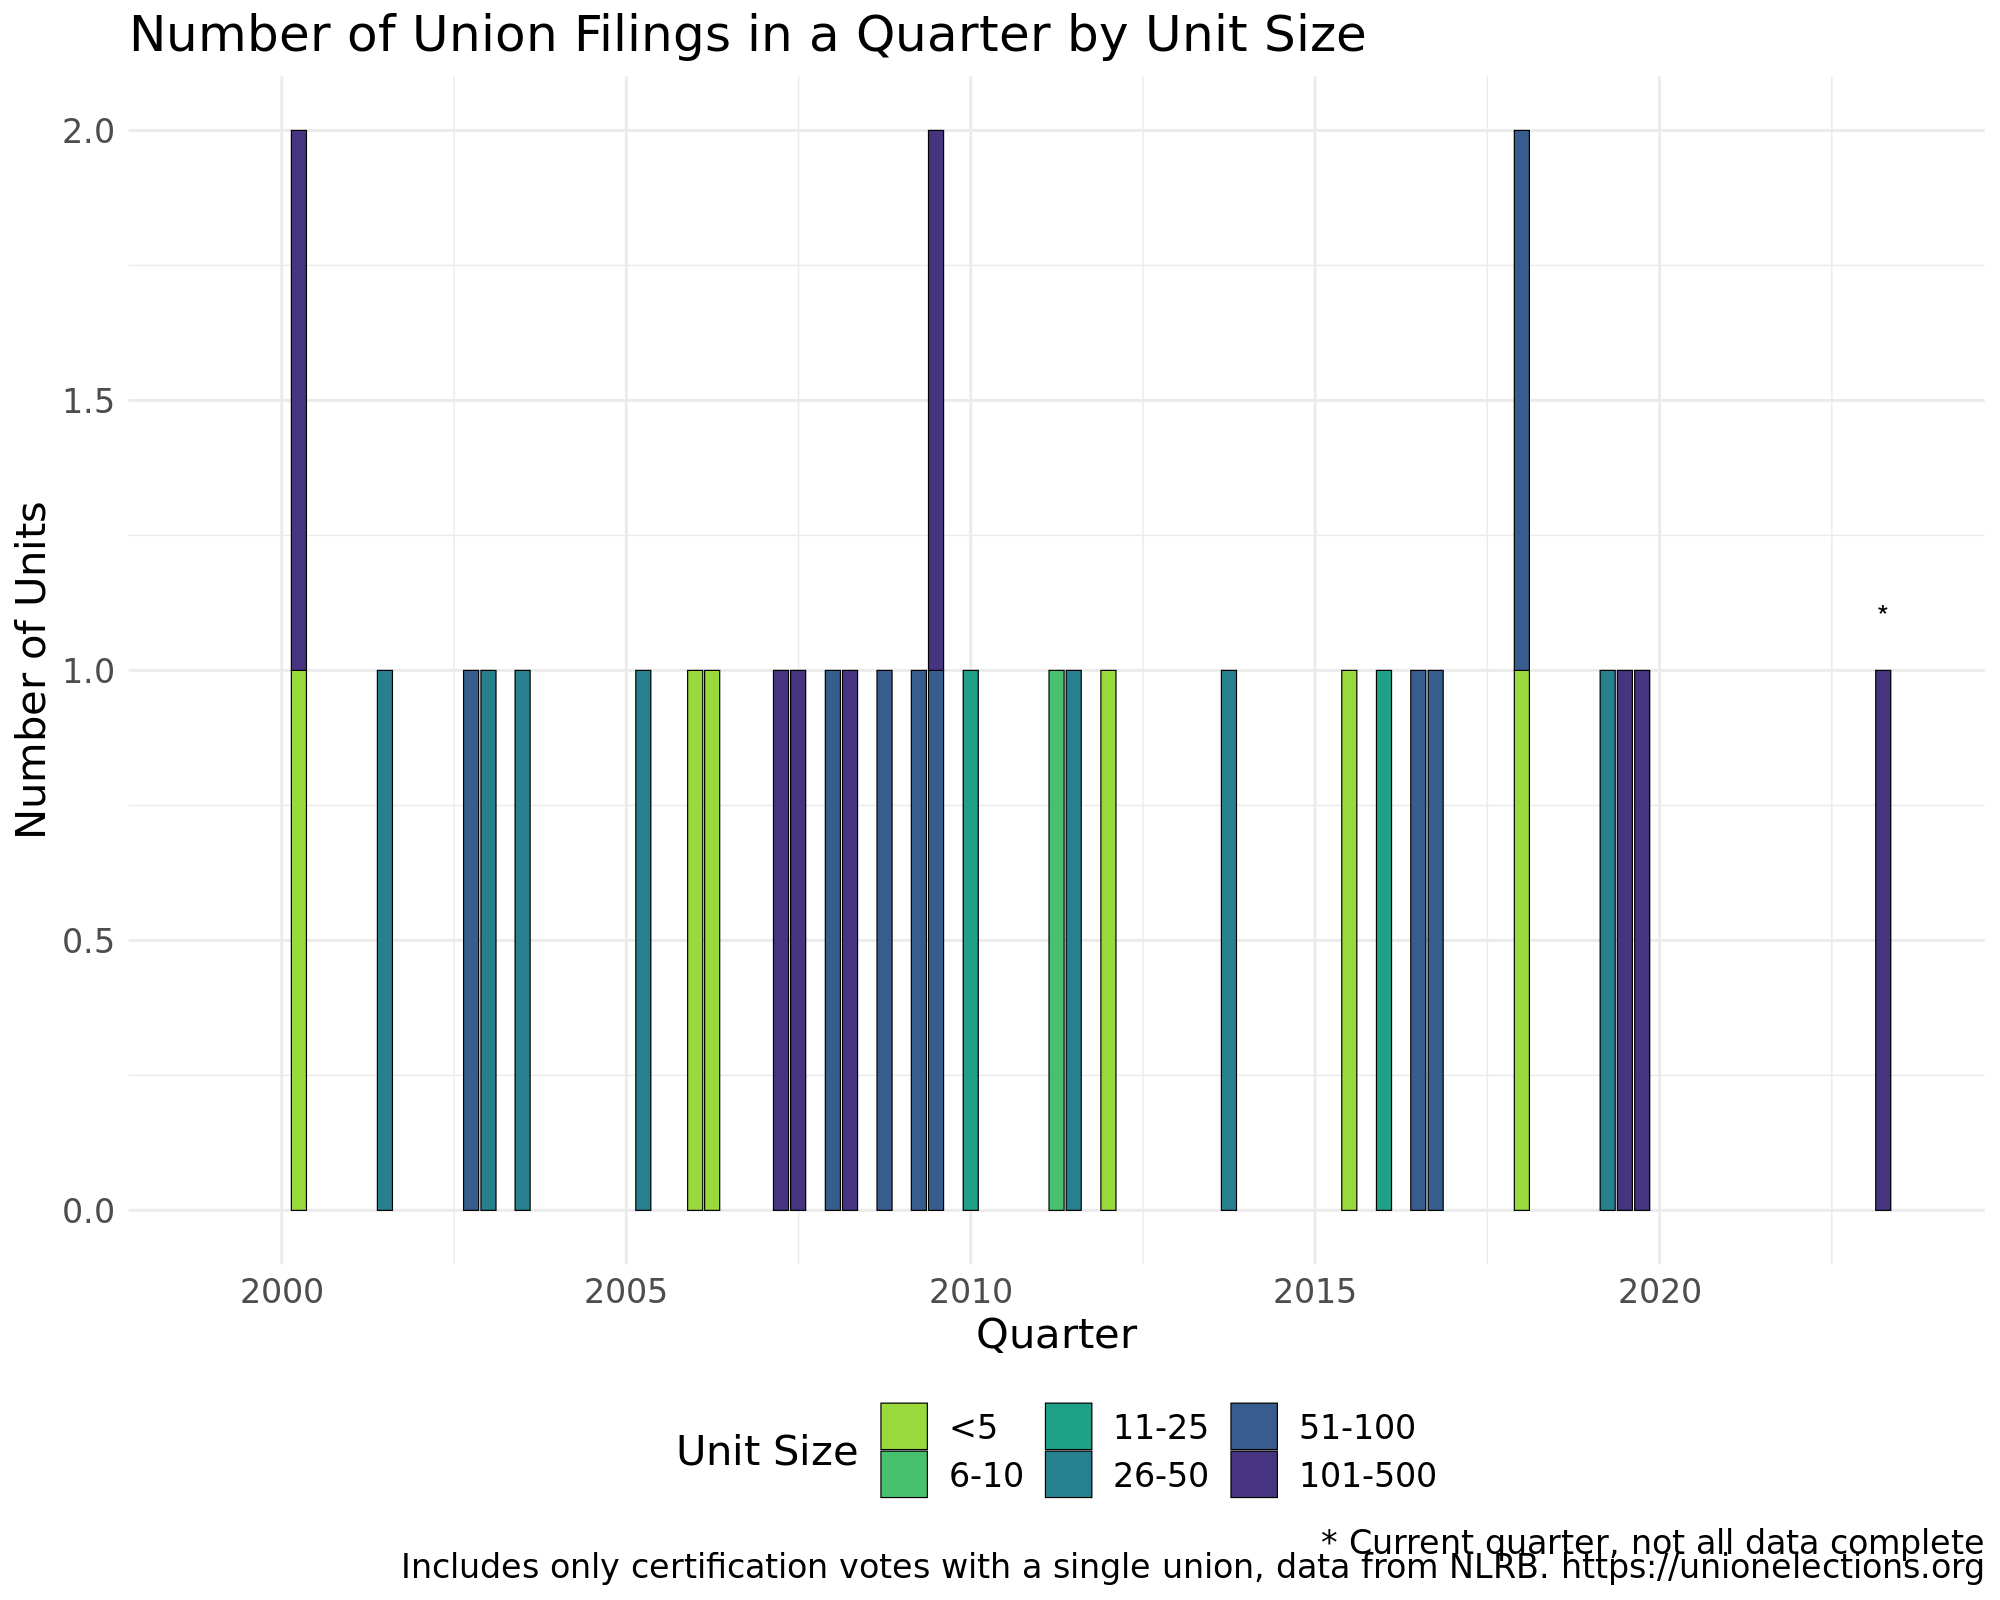 Number of Union Filings in a Quarter by Unit Size
2.0
1.5
1.0
0.5
0.0
Number of Units
*
2000 2005 2010 2015 2020
Quarter
Unit Size
<5 11-25 51-100
6-10 26-50 101-500
* Current quarter, not all data complete
Includes only certification votes with a single union, data from NLRB. https://unionelections.org